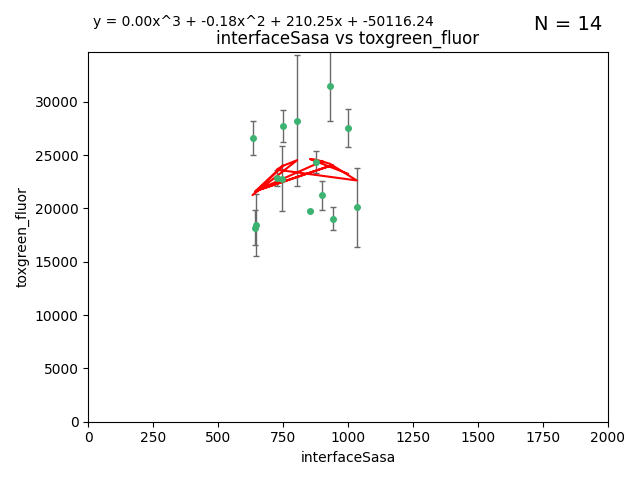 y = 0.00x^3 + -0.18x^2 + 210.25x + -50116.24
N = 14
interfaceSasa vs toxgreen_fluor
30000
25000
20000
15000
10000
5000
0
toxgreen_fluor
0 250 500 750 1000 1250 1500 1750 2000
interfaceSasa